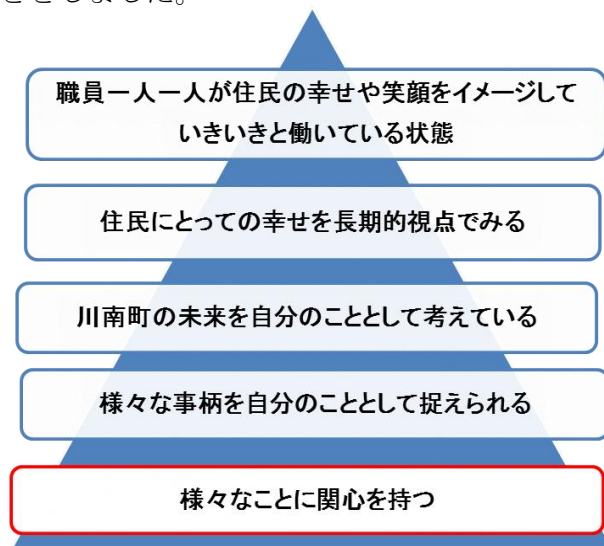 ととしました。
職員一人一人が住民の幸せや笑顔をイメージして
いきいきと働いている状態
住民にとっての幸せを長期的視点でみる
川南町の未来を自分のこととして考えている
様々な事柄を自分のこととして捉えられる
様々なことに関心を持つ